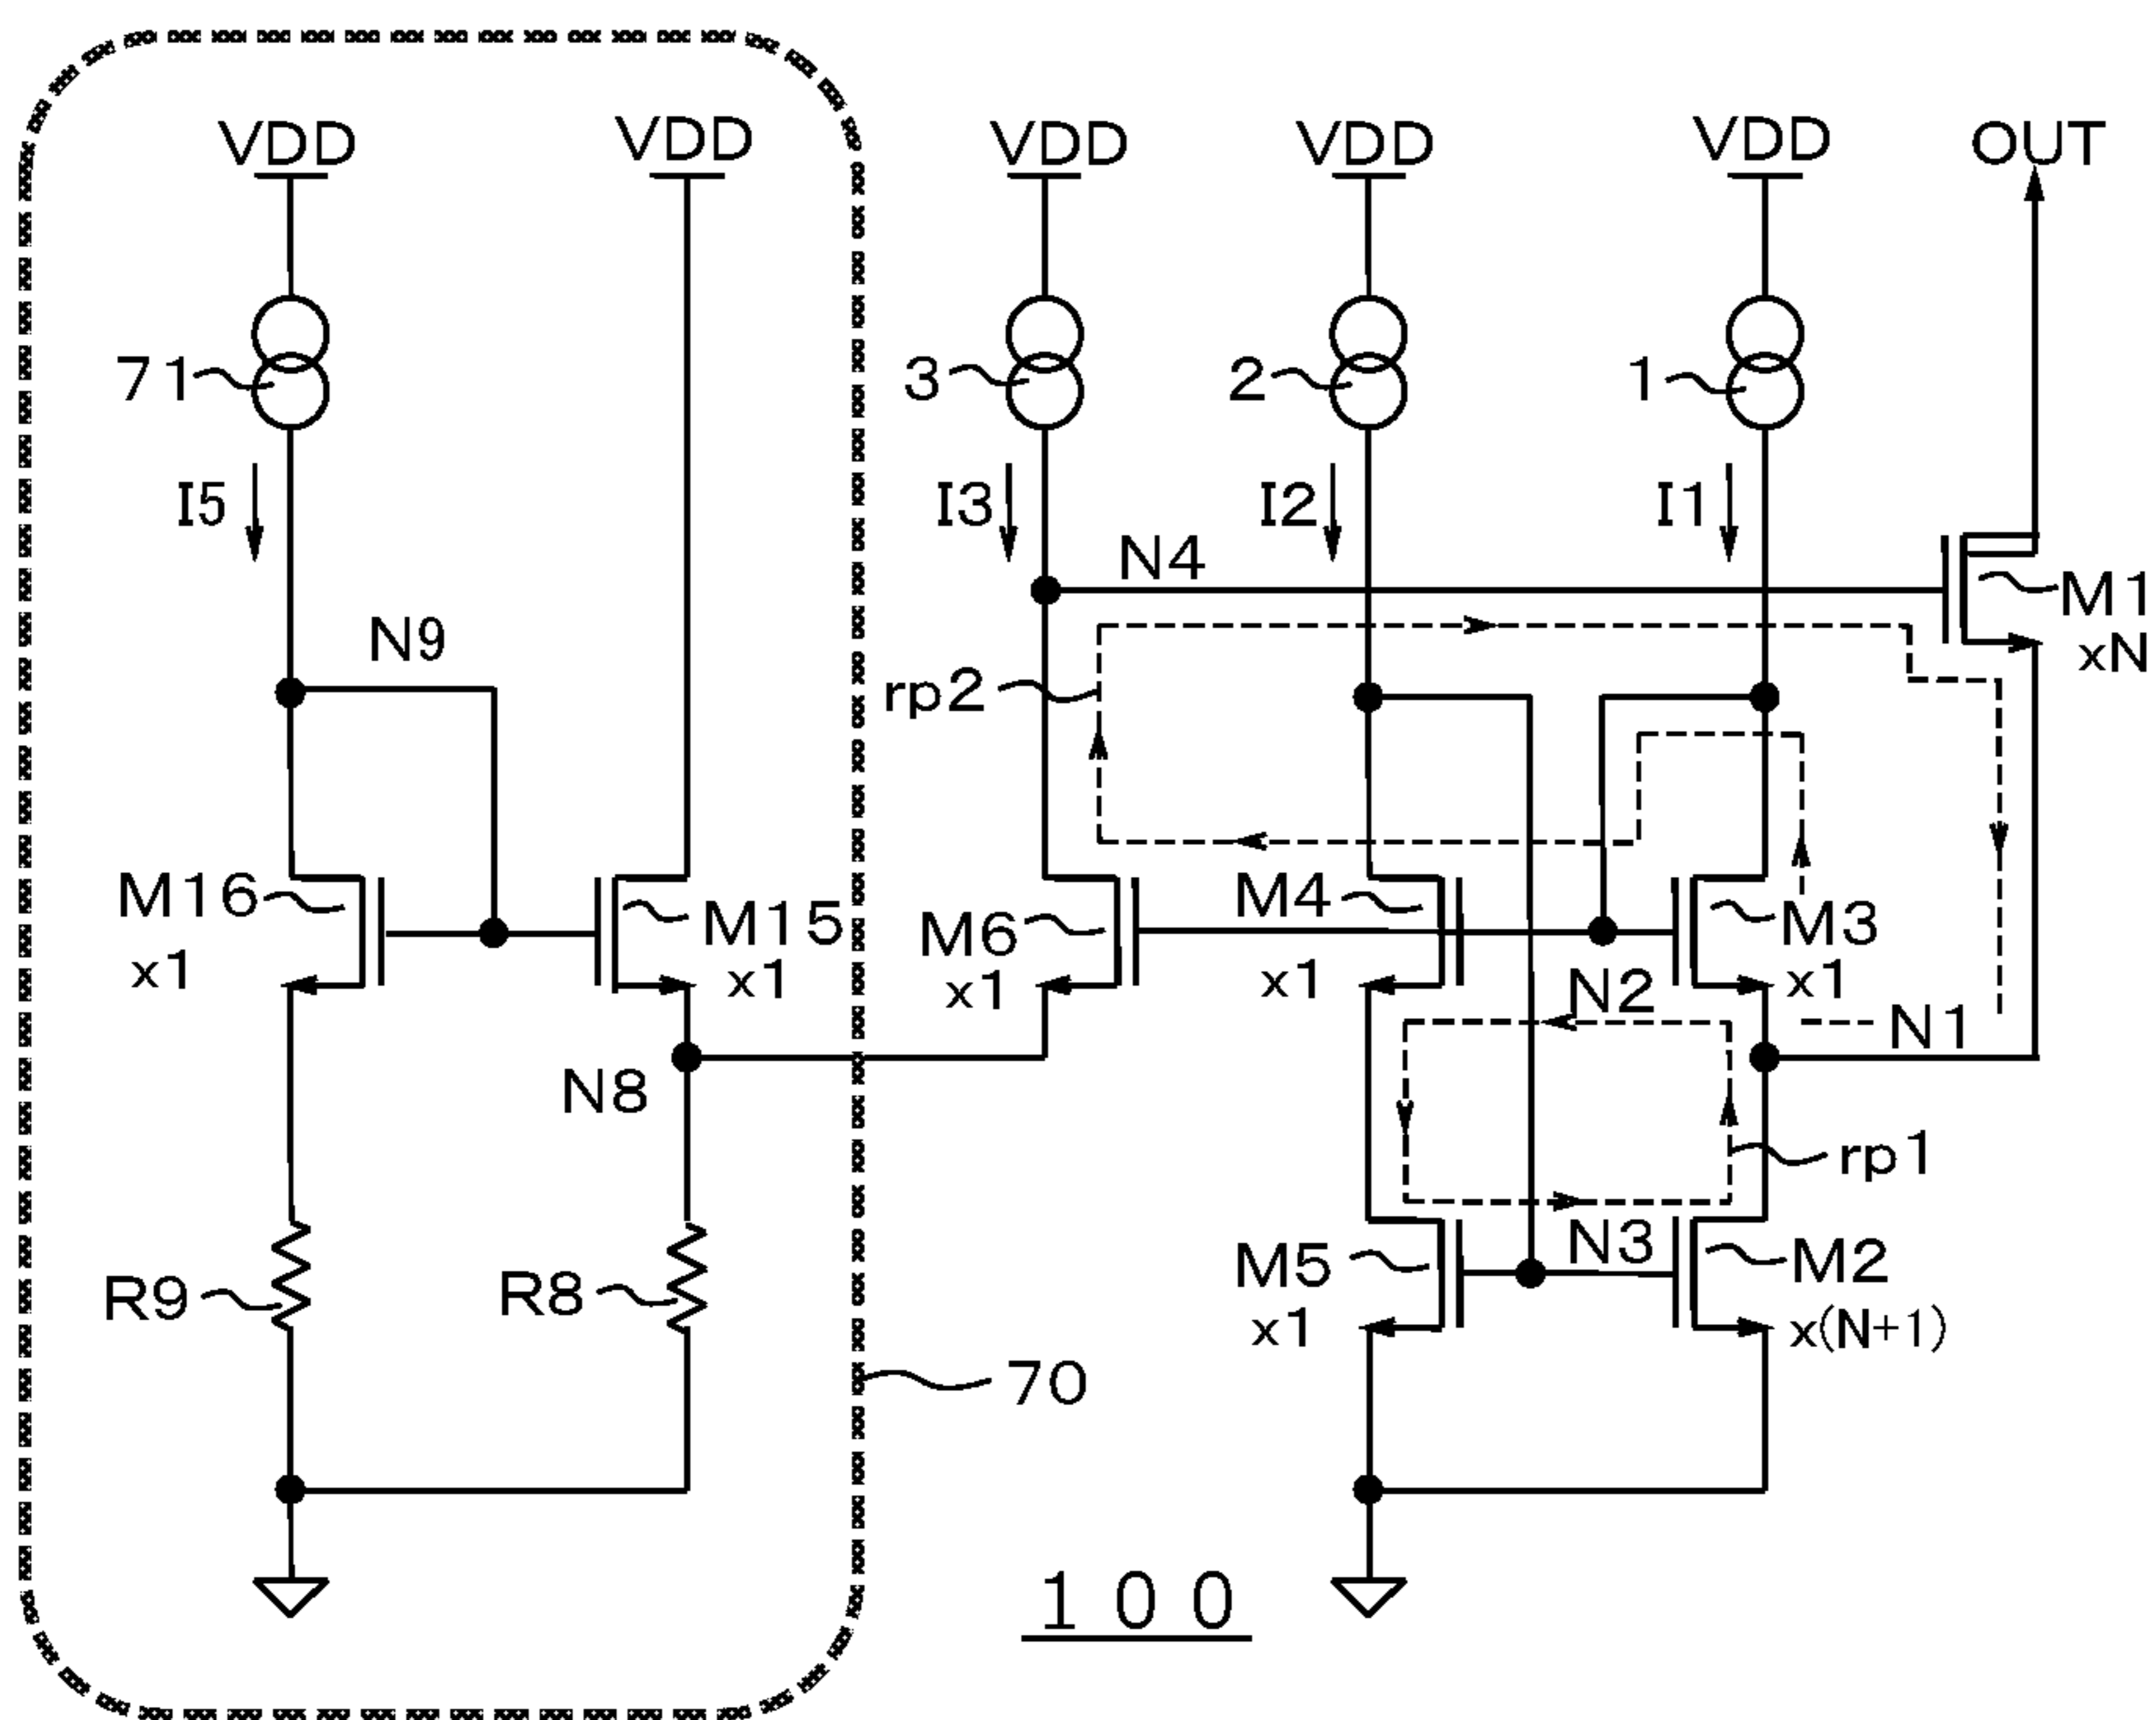 VDD
VDD
VDD
VDD
VDD
OUT
71
3
2
1
I5
I3
I2
I1
N4
M1
xN
N9
rp2
M16
x1
M15
x1
M6
x1
M4
x1
M3
x1
N2
N1
N8
rp1
R9
R8
M5
x1
N3
M2
x(N+1)
70
100